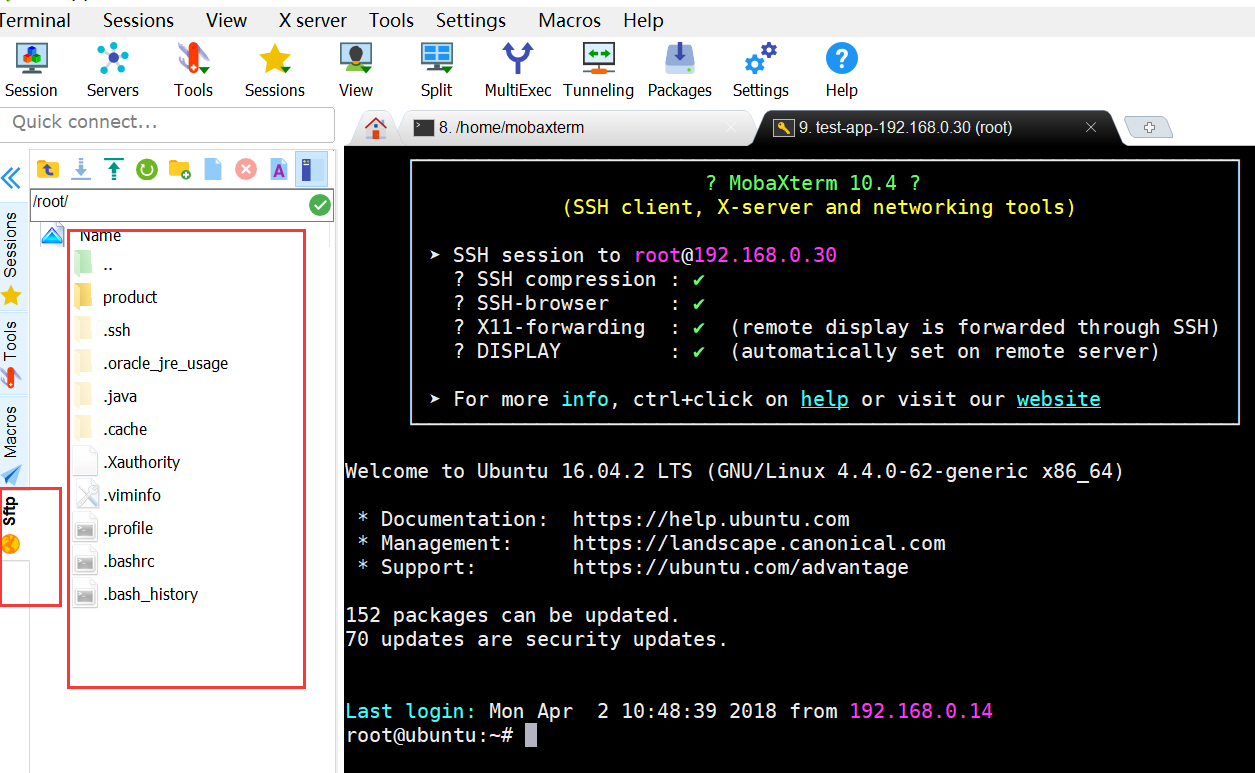 Terminal Sessions View X server Tools Settings Macros Help
Session Servers Tools Sessions View Split MultiExec Tunneling Packages Settings Help
Quick connect...
8. /home/mobaxterm
9. test-app-192.168.0.30 (root)
/root/
Sessions
Tools
Macros
Sftp
Name
..
product
.ssh
.oracle_jre_usage
.java
.cache
.Xauthority
.viminfo
.profile
.bashrc
.bash_history
? MobaXterm 10.4 ?
(SSH client, X-server and networking tools)
➤ SSH session to root@192.168.0.30
? SSH compression : ✔
? SSH-browser : ✔
? X11-forwarding : ✔ (remote display is forwarded through SSH)
? DISPLAY : ✔ (automatically set on remote server)
➤ For more info, ctrl+click on help or visit our website
Welcome to Ubuntu 16.04.2 LTS (GNU/Linux 4.4.0-62-generic x86_64)
* Documentation: https://help.ubuntu.com
* Management: https://landscape.canonical.com
* Support: https://ubuntu.com/advantage
152 packages can be updated.
70 updates are security updates.
Last login: Mon Apr 2 10:48:39 2018 from 192.168.0.14
root@ubuntu:~#